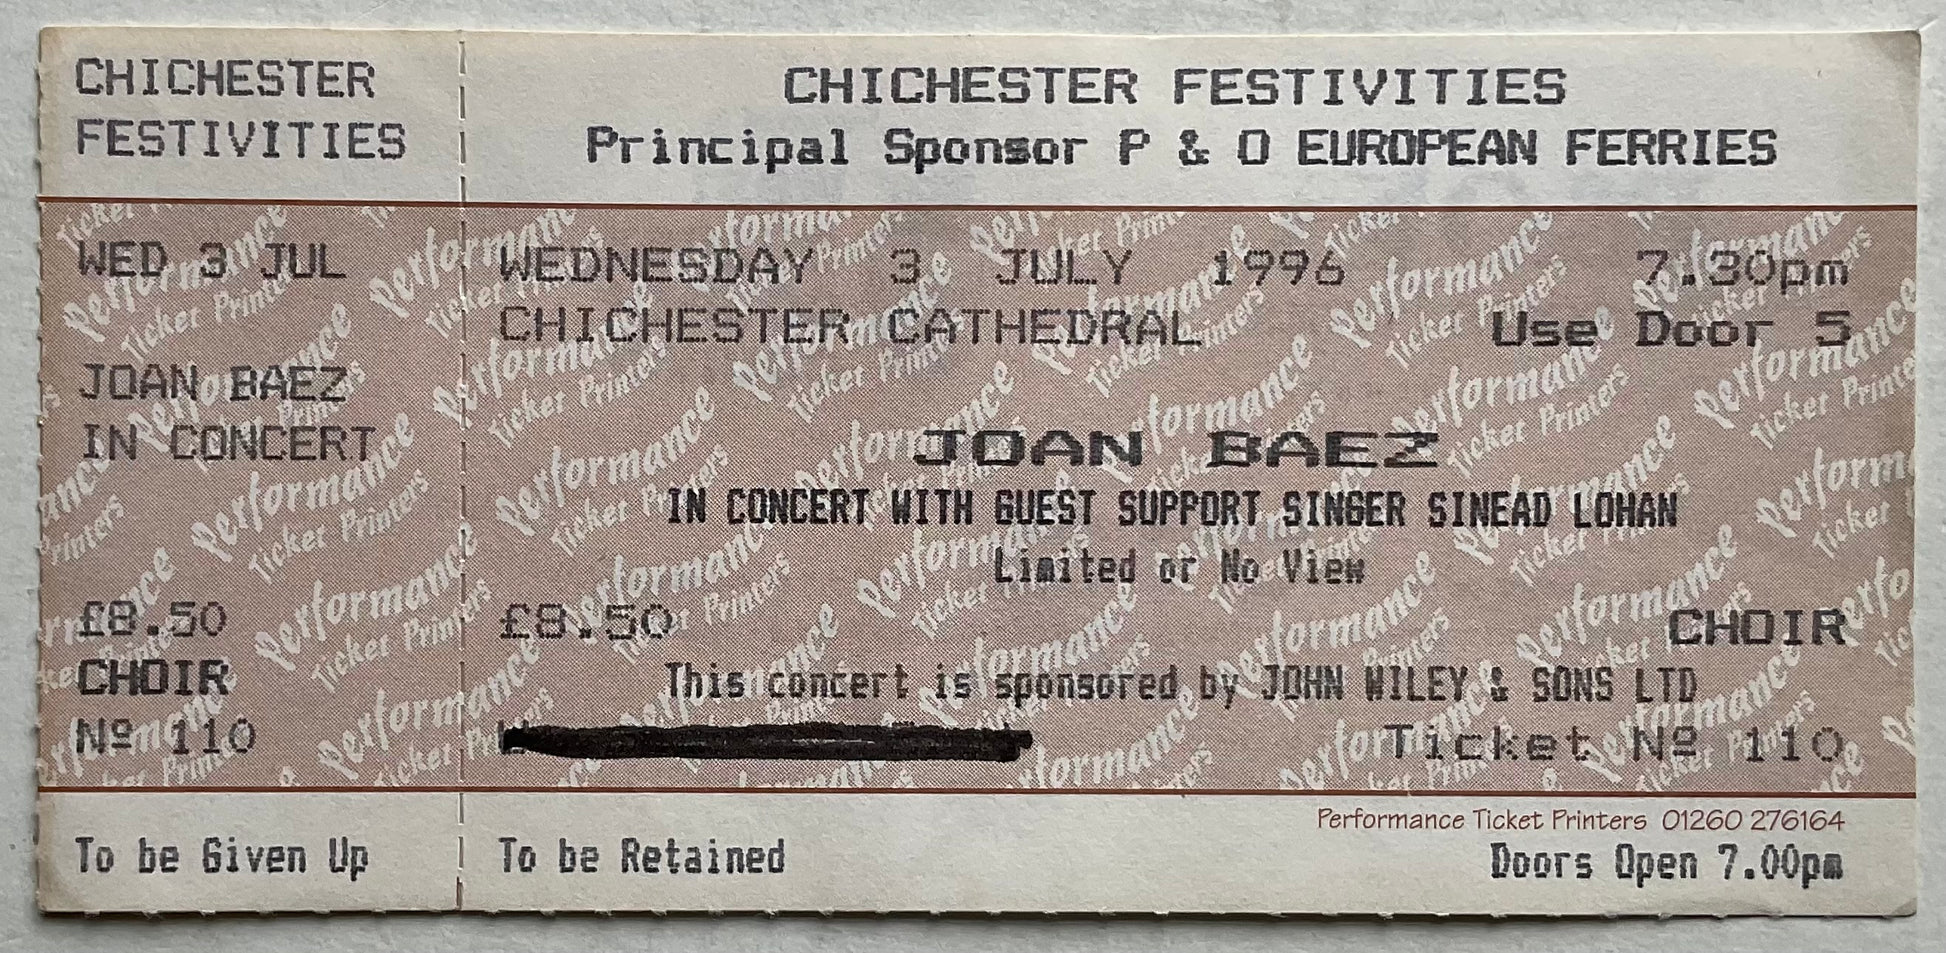 CHICHESTER
FESTIVITIES
WED 3 JUL
JOAN BAEZ
IN CONCERT
£8.50
CHOIR
Nº 110
To be Given Up
CHICHESTER FESTIVITIES
Principal Sponsor P & O EUROPEAN FERRIES
WEDNESDAY 3 JULY 1996 7.30pm
CHICHESTER CATHEDRAL Use Door 5
JOAN BAEZ
IN CONCERT WITH GUEST SUPPORT SINGER SINEAD LOHAN
Limited or No View
£8.50 CHOIR
This concert is sponsored by JOHN WILEY & SONS LTD
Ticket Nº 110
Performance Ticket Printers 01260 276164
To be Retained Doors Open 7.00pm